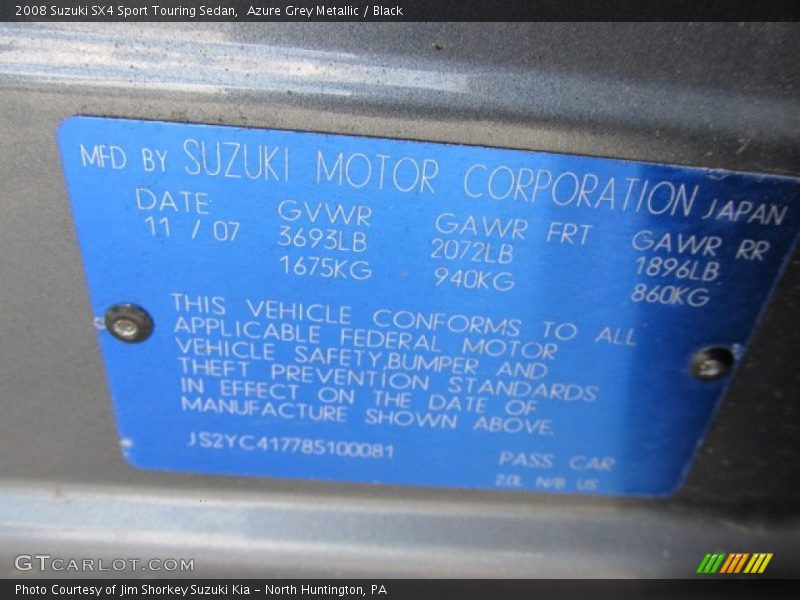 2008 Suzuki SX4 Sport Touring Sedan, Azure Grey Metallic / Black
MFD BY SUZUKI MOTOR CORPORATION JAPAN
DATE GVWR GAWR FRT GAWR RR
11 / 07 3693LB 2072LB 1896LB
1675KG 940KG 860KG
THIS VEHICLE CONFORMS TO ALL
APPLICABLE FEDERAL MOTOR
VEHICLE SAFETY,BUMPER AND
THEFT PREVENTION STANDARDS
IN EFFECT ON THE DATE OF
MANUFACTURE SHOWN ABOVE.
JS2YC417785100081
PASS CAR
2.0L N/B US
GTCARLOT.COM
Photo Courtesy of Jim Shorkey Suzuki Kia - North Huntington, PA